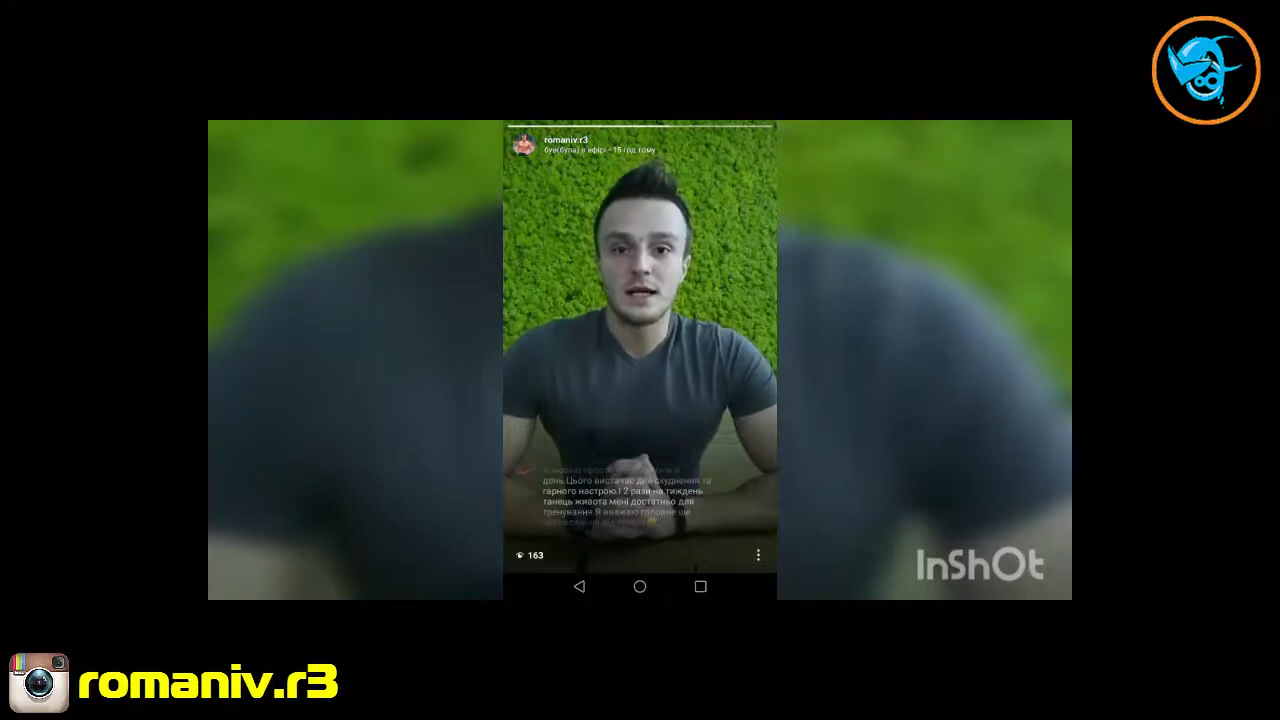 romaniv.r3
був(була) в ефірі • 15 год тому
день.Цього вистачає для схуднення та
гарного настрою.І 2 рази на тиждень
танець живота мені достатньо для
тренування.Я вважаю головне ще
163
InShOt
romaniv.r3